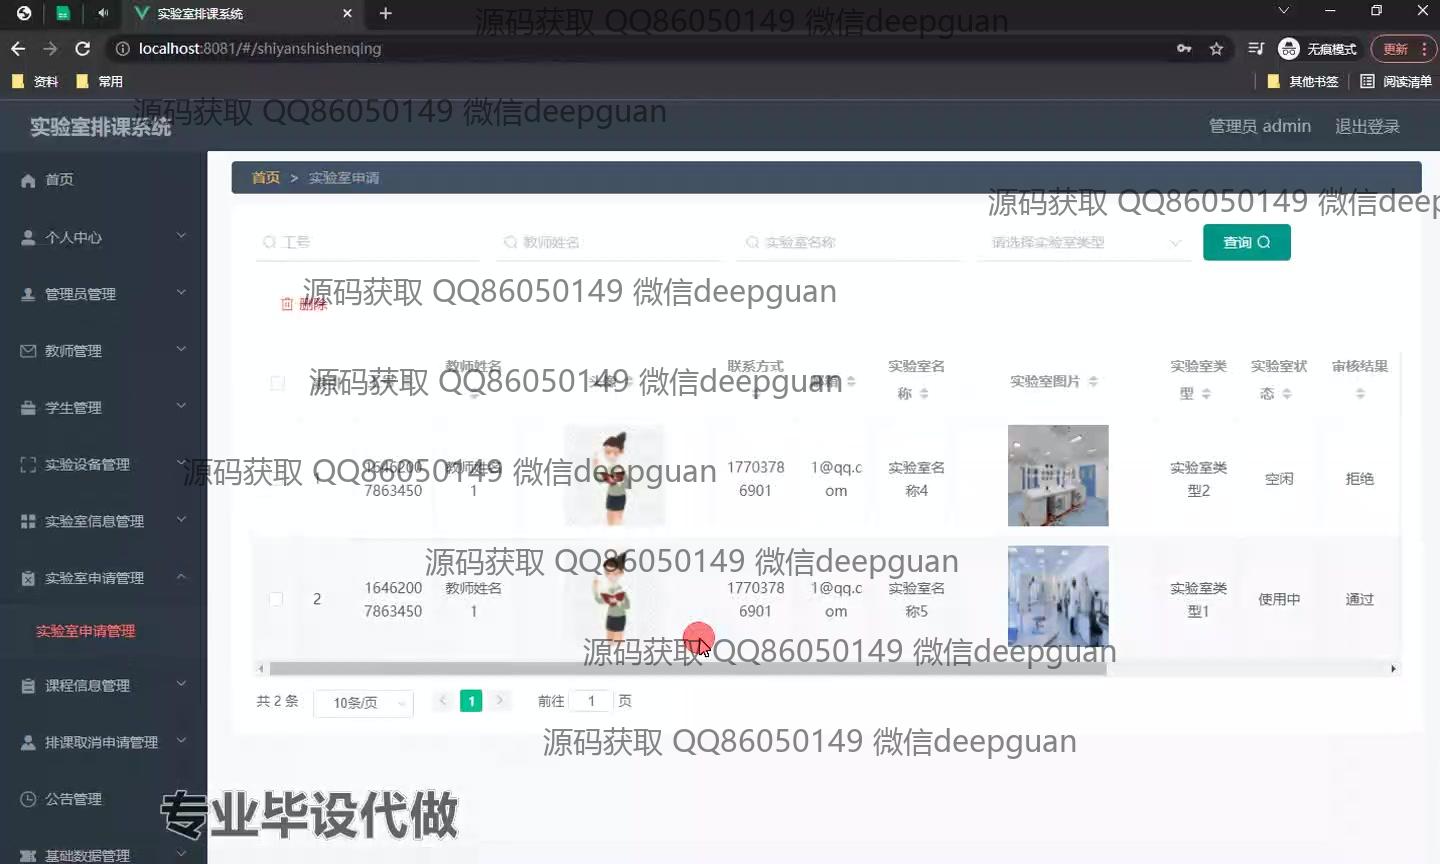 实验室排课系统
源码获取 QQ86050149 微信deepguan
localhost:8081/#/shiyanshishenqing
无痕模式
更新
资料
常用
其他书签
阅读清单
源码获取 QQ86050149 微信deepguan
实验室排课系统
管理员 admin
退出登录
首页
个人中心
管理员管理
教师管理
学生管理
实验设备管理
实验室信息管理
实验室申请管理
实验室申请管理
课程信息管理
排课取消申请管理
公告管理
基础数据管理
首页 > 实验室申请
源码获取 QQ86050149 微信deep
工号
教师姓名
实验室名称
请选择实验室类型
查询
源码获取 QQ86050149 微信deepguan
删除
教师姓名
联系方式
实验室名称
实验室图片
实验室类型
实验室状态
审核结果
源码获取 QQ86050149 微信deepguan
1
1646200
7863450
教师姓名
1
1770378
6901
1@qq.c
om
实验室名
称4
实验室类
型2
空闲
拒绝
源码获取 QQ86050149 微信deepguan
2
1646200
7863450
教师姓名
1
1770378
6901
1@qq.c
om
实验室名
称5
实验室类
型1
使用中
通过
源码获取 QQ86050149 微信deepguan
源码获取 QQ86050149 微信deepguan
共 2 条
10条/页
1
前往 1 页
源码获取 QQ86050149 微信deepguan
专业毕设代做